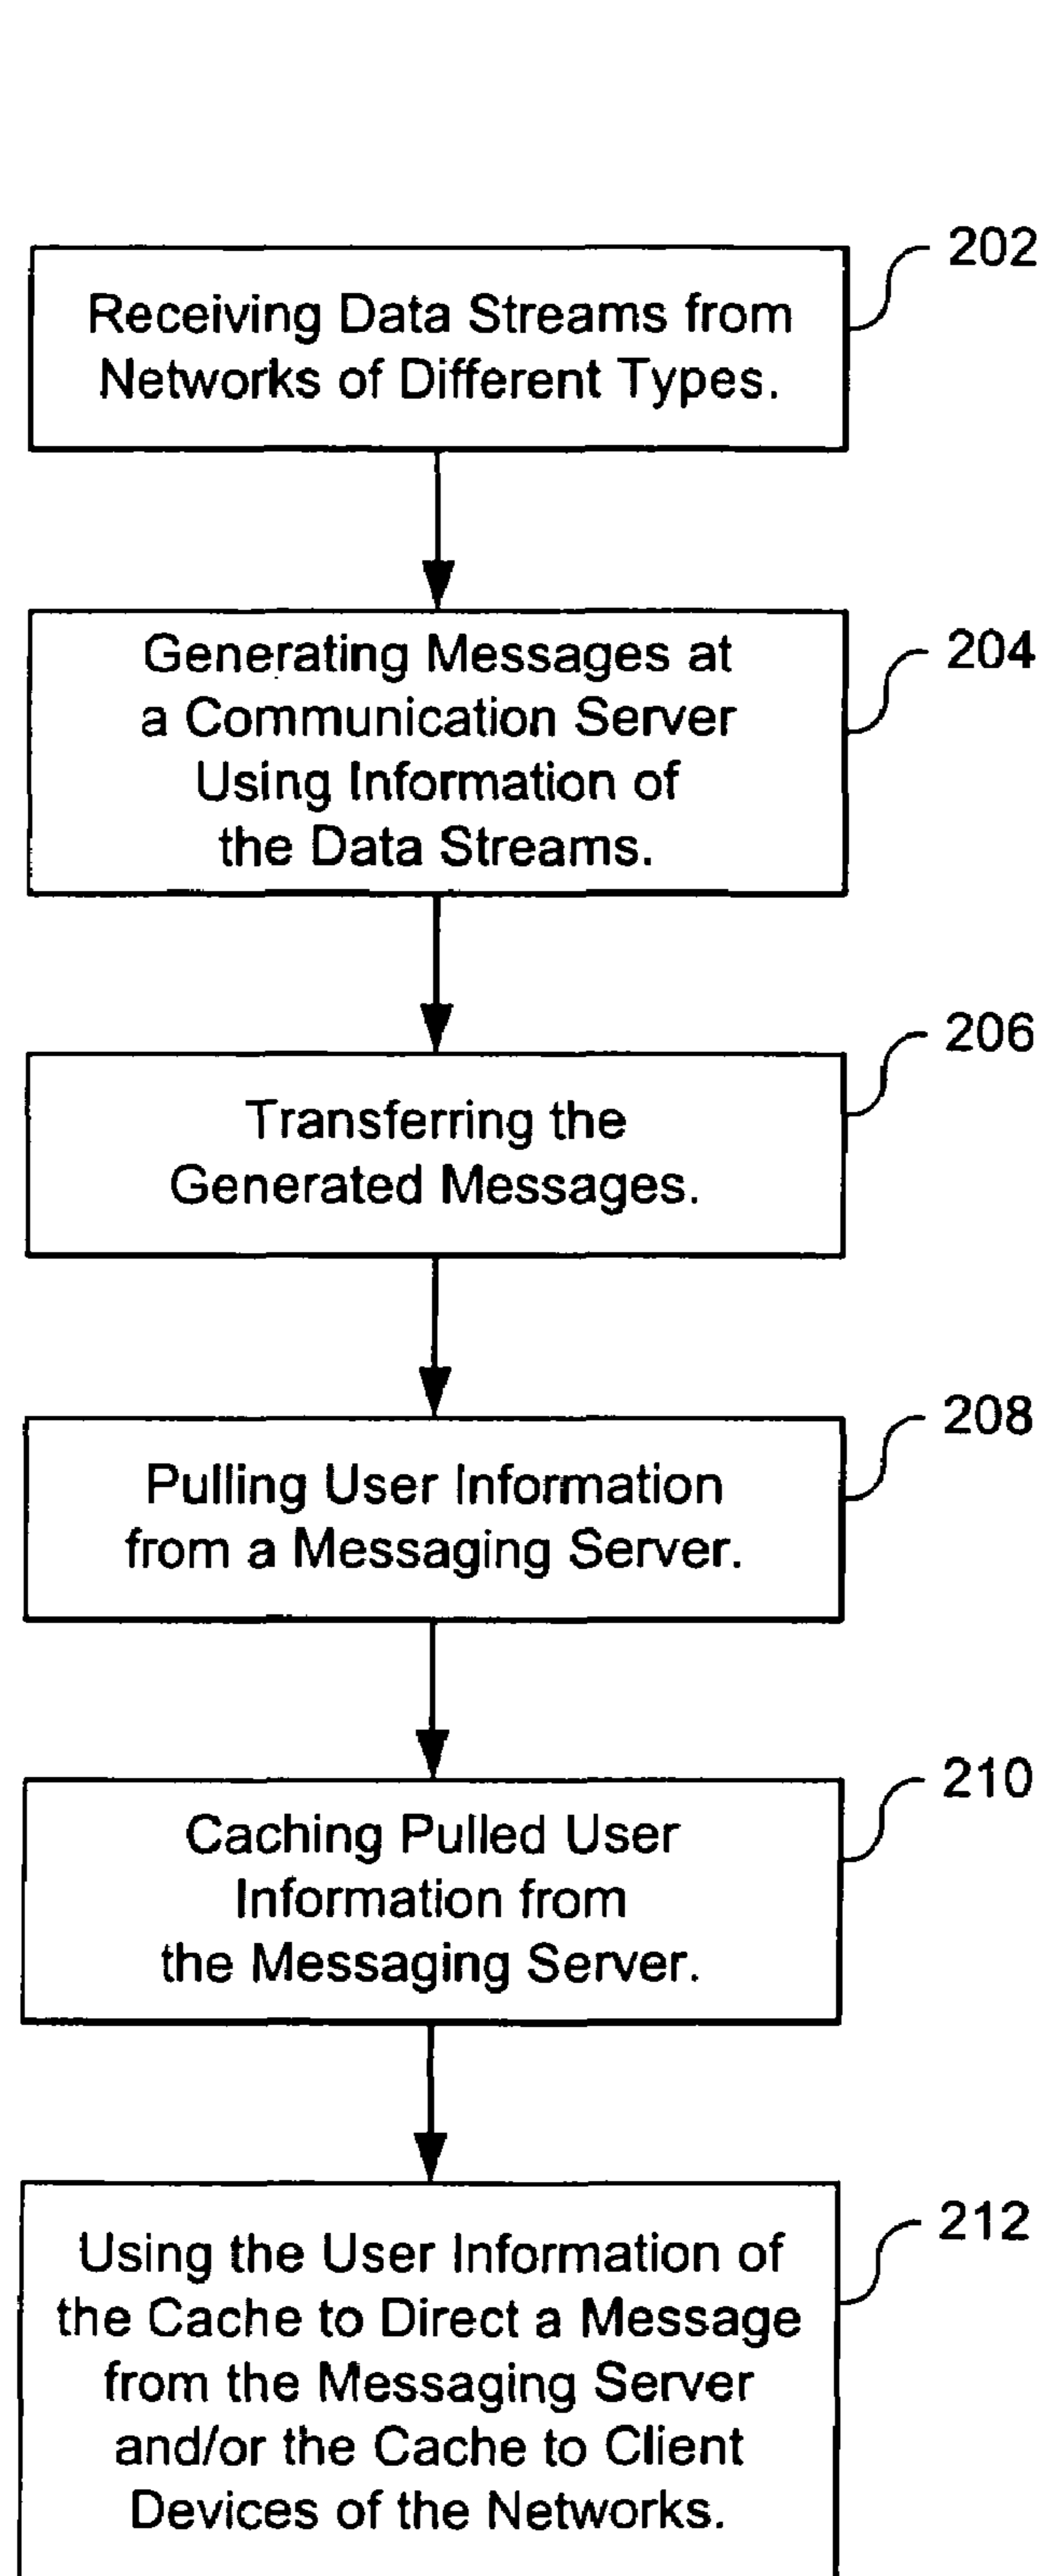 202
Receiving Data Streams from
Networks of Different Types.
204
Generating Messages at
a Communication Server
Using Information of
the Data Streams.
206
Transferring the
Generated Messages.
208
Pulling User Information
from a Messaging Server.
210
Caching Pulled User
Information from
the Messaging Server.
212
Using the User Information of
the Cache to Direct a Message
from the Messaging Server
and/or the Cache to Client
Devices of the Networks.